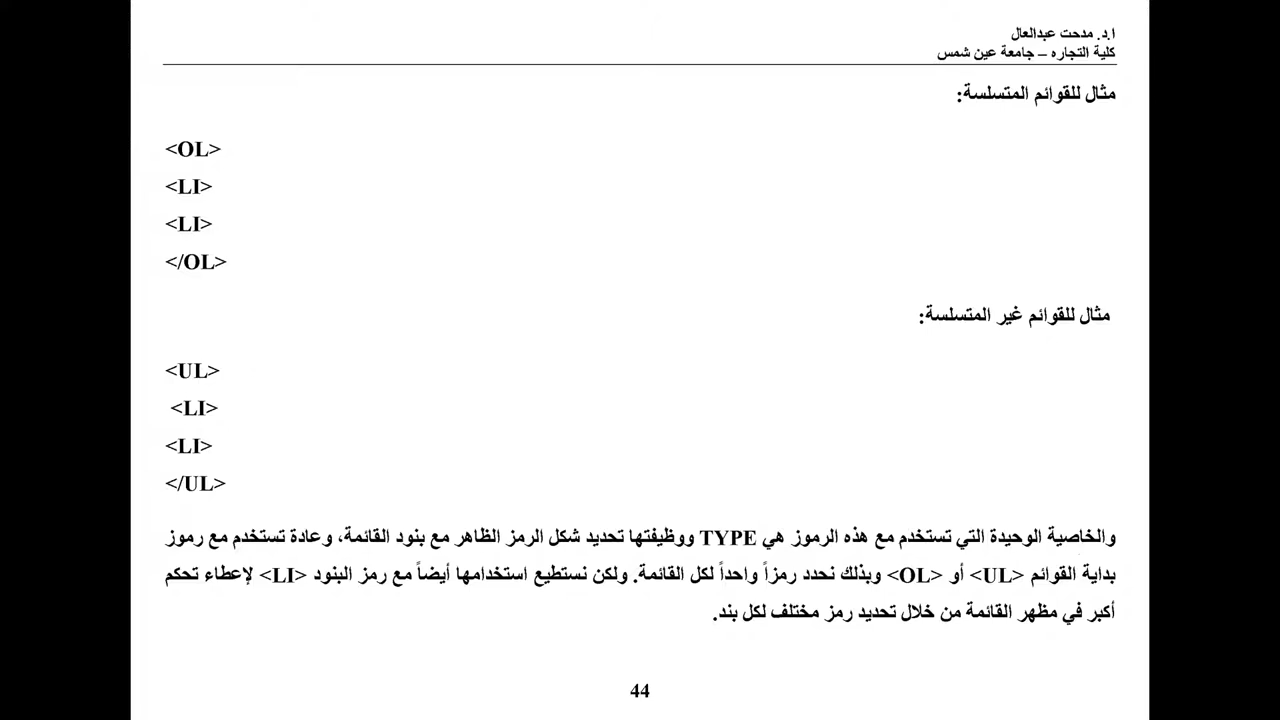 ا.د. مدحت عبدالعال
كلية التجاره – جامعة عين شمس
مثال للقوائم المتسلسة:
<OL>
<LI>
<LI>
</OL>
مثال للقوائم غير المتسلسة:
<UL>
<LI>
<LI>
</UL>
والخاصية الوحيدة التي تستخدم مع هذه الرموز هي TYPE ووظيفتها تحديد شكل الرمز الظاهر مع بنود القائمة، وعادة تستخدم مع رموز
بداية القوائم <UL> أو <OL> وبذلك نحدد رمزاً واحداً لكل القائمة. ولكن نستطيع استخدامها أيضاً مع رمز البنود <LI> لإعطاء تحكم
أكبر في مظهر القائمة من خلال تحديد رمز مختلف لكل بند.
44